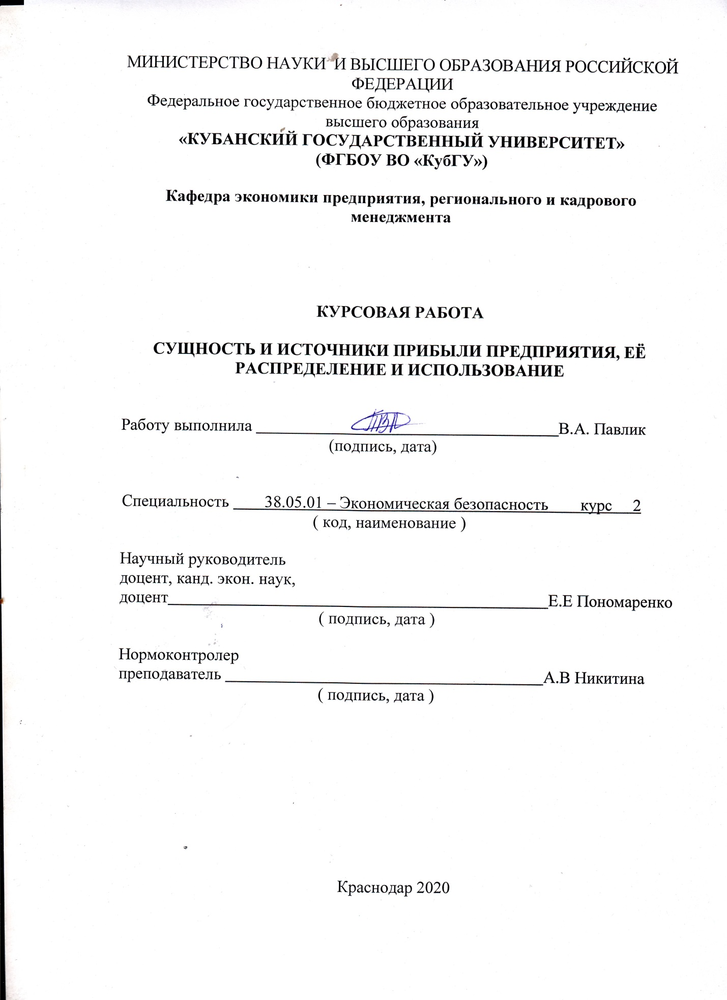 МИНИСТЕРСТВО НАУКИ И ВЫСШЕГО ОБРАЗОВАНИЯ РОССИЙСКОЙ
ФЕДЕРАЦИИ
Федеральное государственное бюджетное образовательное учреждение
высшего образования
«КУБАНСКИЙ ГОСУДАРСТВЕННЫЙ УНИВЕРСИТЕТ»
(ФГБОУ ВО «КубГУ»)
Кафедра экономики предприятия, регионального и кадрового
менеджмента
КУРСОВАЯ РАБОТА
СУЩНОСТЬ И ИСТОЧНИКИ ПРИБЫЛИ ПРЕДПРИЯТИЯ, ЕЁ
РАСПРЕДЕЛЕНИЕ И ИСПОЛЬЗОВАНИЕ
Работу выполнила В.А. Павлик
(подпись, дата)
Специальность 38.05.01 – Экономическая безопасность курс 2
( код, наименование )
Научный руководитель
доцент, канд. экон. наук,
доцент Е.Е Пономаренко
( подпись, дата )
Нормоконтролер
преподаватель А.В Никитина
( подпись, дата )
Краснодар 2020